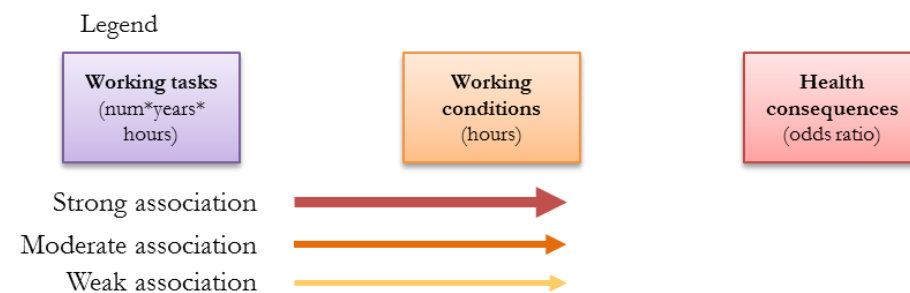 Legend
Working tasks
(num*years*
hours)
Working
conditions
(hours)
Health
consequences
(odds ratio)
Strong association
Moderate association
Weak association